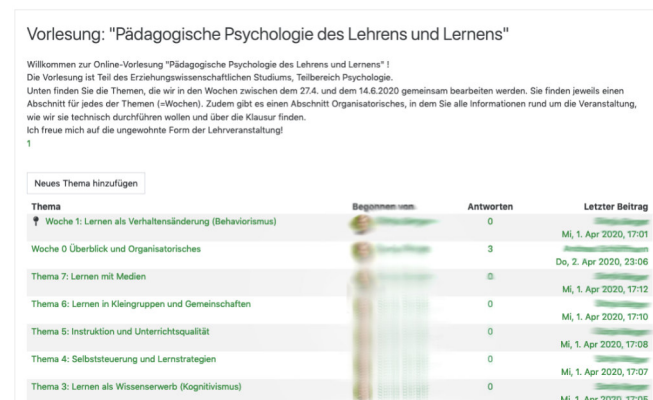 Vorlesung: "Pädagogische Psychologie des Lehrens und Lernens"
Willkommen zur Online-Vorlesung "Pädagogische Psychologie des Lehrens und Lernens" !
Die Vorlesung ist Teil des Erziehungswissenschaftlichen Studiums, Teilbereich Psychologie.
Unten finden Sie die Themen, die wir in den Wochen zwischen dem 27.4. und dem 14.6.2020 gemeinsam bearbeiten werden. Sie finden jeweils einen
Abschnitt für jedes der Themen (=Wochen). Zudem gibt es einen Abschnitt Organisatorisches, in dem Sie alle Informationen rund um die Veranstaltung,
wie wir sie technisch durchführen wollen und über die Klausur finden.
Ich freue mich auf die ungewohnte Form der Lehrveranstaltung!
1
Neues Thema hinzufügen
Thema Begonnen von Antworten Letzter Beitrag
Woche 1: Lernen als Verhaltensänderung (Behaviorismus) 0
Mi, 1. Apr 2020, 17:01
Woche 0 Überblick und Organisatorisches 3
Do, 2. Apr 2020, 23:06
Thema 7: Lernen mit Medien 0
Mi, 1. Apr 2020, 17:12
Thema 6: Lernen in Kleingruppen und Gemeinschaften 0
Mi, 1. Apr 2020, 17:10
Thema 5: Instruktion und Unterrichtsqualität 0
Mi, 1. Apr 2020, 17:08
Thema 4: Selbststeuerung und Lernstrategien 0
Mi, 1. Apr 2020, 17:07
Thema 3: Lernen als Wissenserwerb (Kognitivismus) 0
Mi, 1. Apr 2020, 17:05